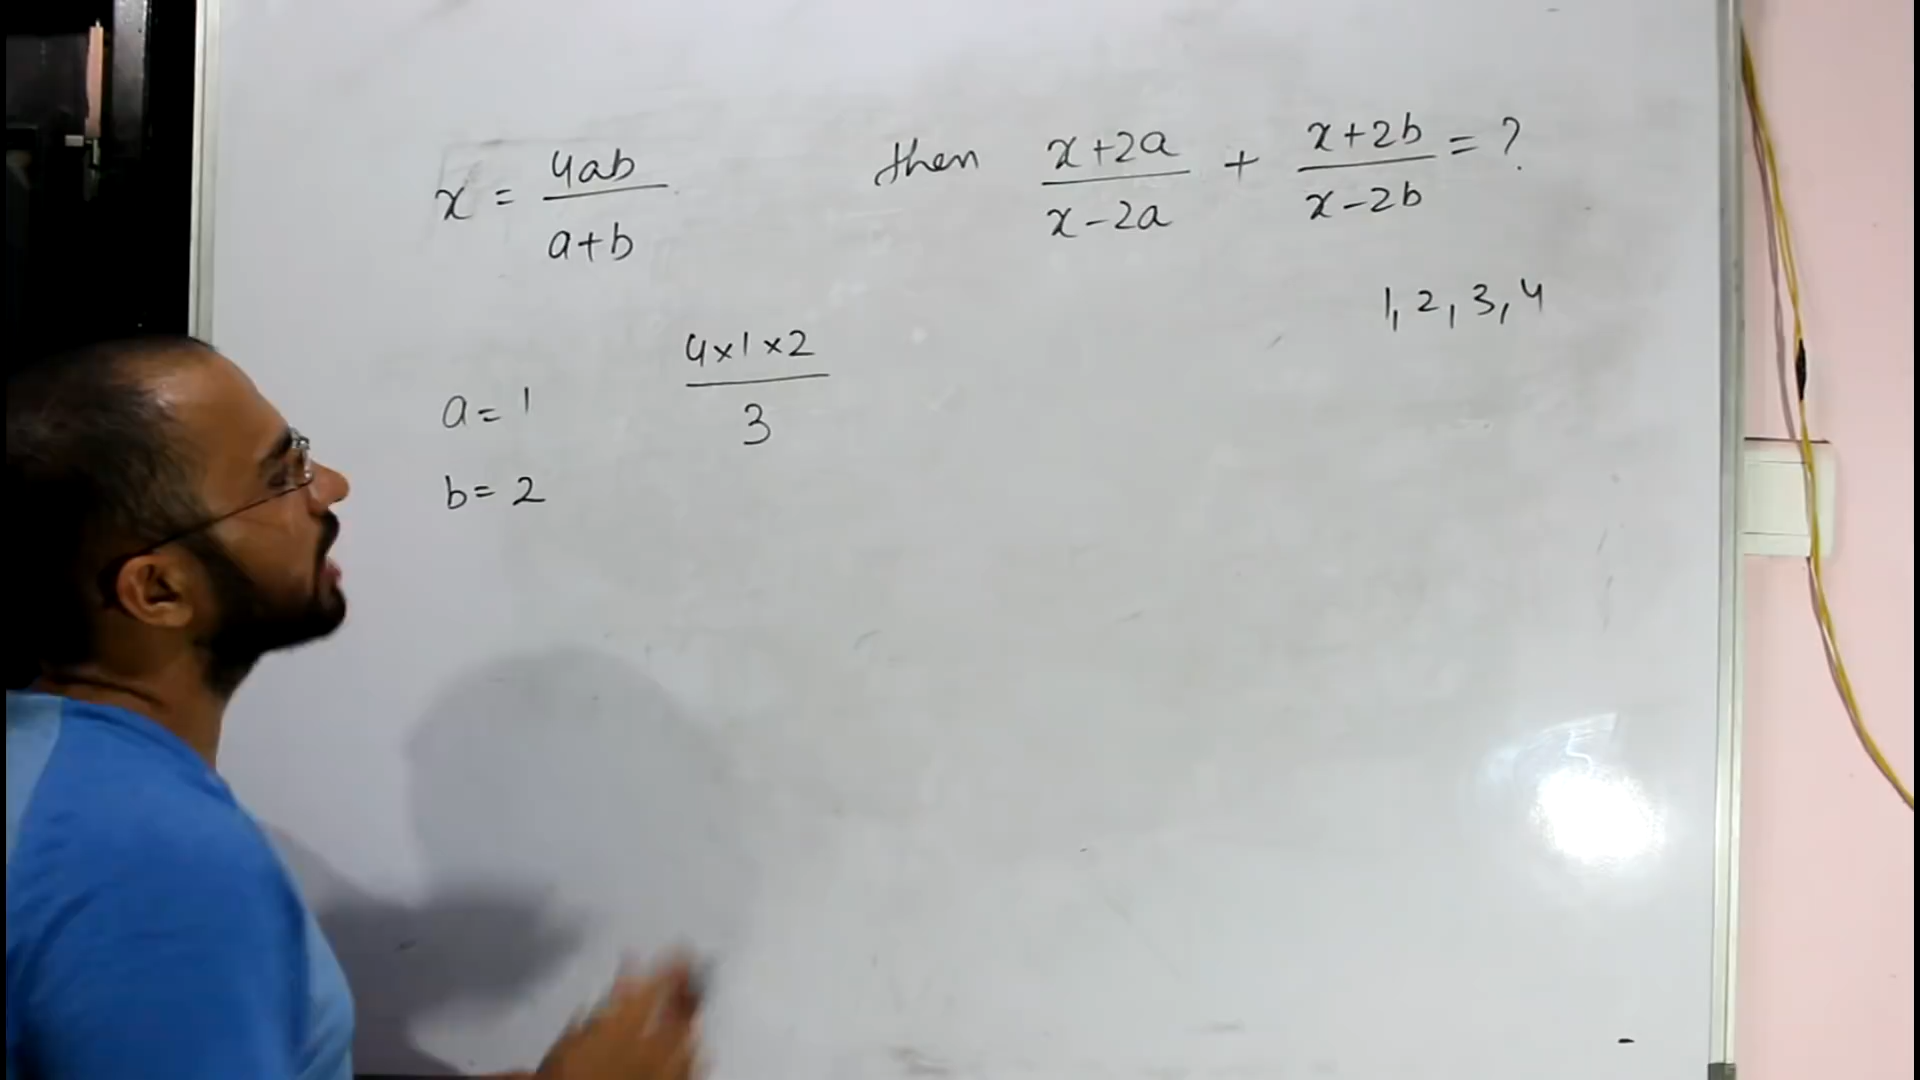 x = 4ab/a+b then x+2a/x-2a + x+2b/x-2b = ?
1, 2, 3, 4
a = 1 4×1×2/3
b = 2